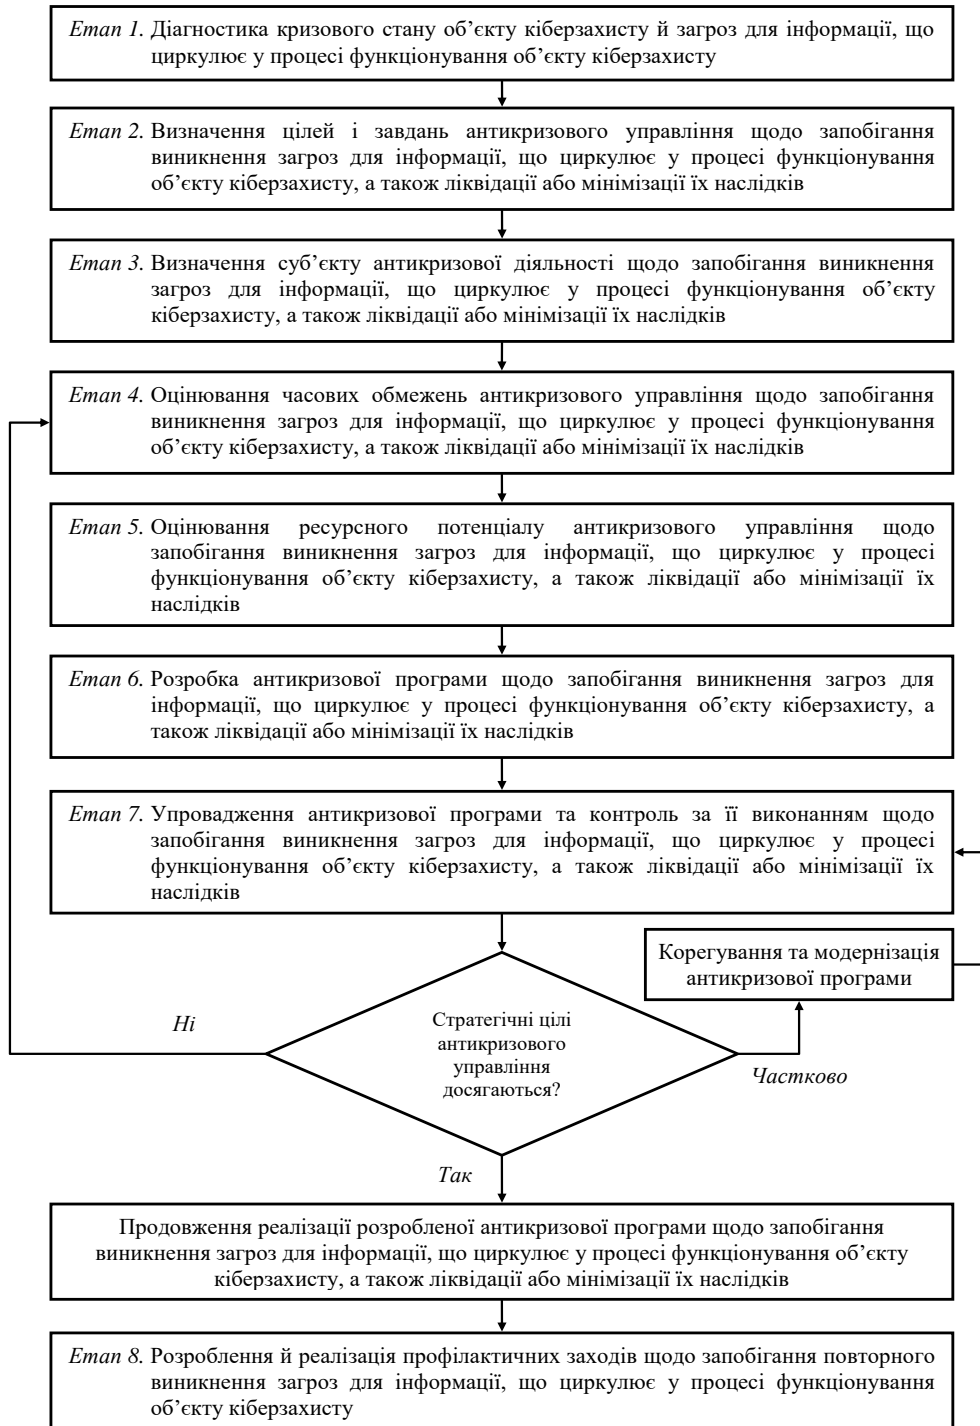 Етап 1. Діагностика кризового стану об’єкту кіберзахисту й загроз для інформації, що
циркулює у процесі функціонування об’єкту кіберзахисту
Етап 2. Визначення цілей і завдань антикризового управління щодо запобігання
виникнення загроз для інформації, що циркулює у процесі функціонування
об’єкту кіберзахисту, а також ліквідації або мінімізації їх наслідків
Етап 3. Визначення суб’єкту антикризової діяльності щодо запобігання виникнення
загроз для інформації, що циркулює у процесі функціонування об’єкту
кіберзахисту, а також ліквідації або мінімізації їх наслідків
Етап 4. Оцінювання часових обмежень антикризового управління щодо запобігання
виникнення загроз для інформації, що циркулює у процесі функціонування
об’єкту кіберзахисту, а також ліквідації або мінімізації їх наслідків
Етап 5. Оцінювання ресурсного потенціалу антикризового управління щодо
запобігання виникнення загроз для інформації, що циркулює у процесі
функціонування об’єкту кіберзахисту, а також ліквідації або мінімізації їх
наслідків
Етап 6. Розробка антикризової програми щодо запобігання виникнення загроз для
інформації, що циркулює у процесі функціонування об’єкту кіберзахисту, а
також ліквідації або мінімізації їх наслідків
Етап 7. Упровадження антикризової програми та контроль за її виконанням щодо
запобігання виникнення загроз для інформації, що циркулює у процесі
функціонування об’єкту кіберзахисту, а також ліквідації або мінімізації їх
наслідків
Корегування та модернізація
антикризової програми
Ні
Стратегічні цілі
антикризового
управління
досягаються?
Частково
Так
Продовження реалізації розробленої антикризової програми щодо запобігання
виникнення загроз для інформації, що циркулює у процесі функціонування об’єкту
кіберзахисту, а також ліквідації або мінімізації їх наслідків
Етап 8. Розроблення й реалізація профілактичних заходів щодо запобігання повторного
виникнення загроз для інформації, що циркулює у процесі функціонування
об’єкту кіберзахисту